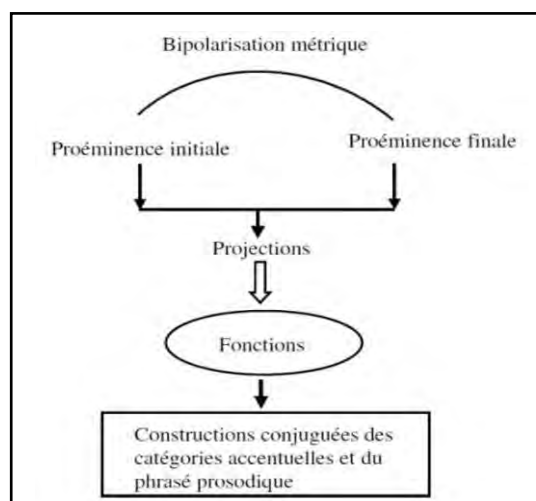 Bipolarisation métrique
Proéminence initiale
Proéminence finale
Projections
Fonctions
Constructions conjuguées des
catégories accentuelles et du
phrasé prosodique